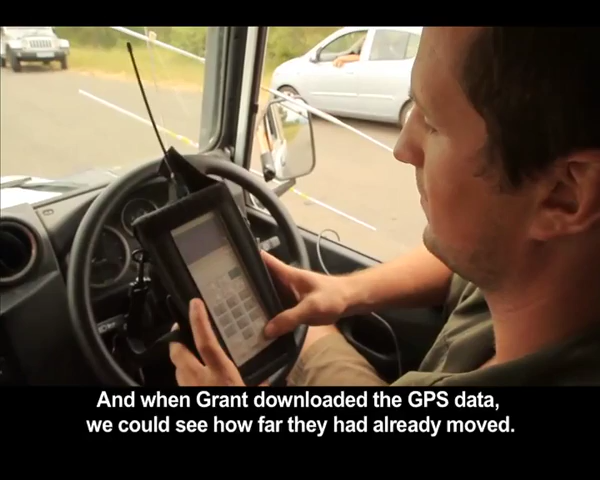 And when Grant downloaded the GPS data,
we could see how far they had already moved.